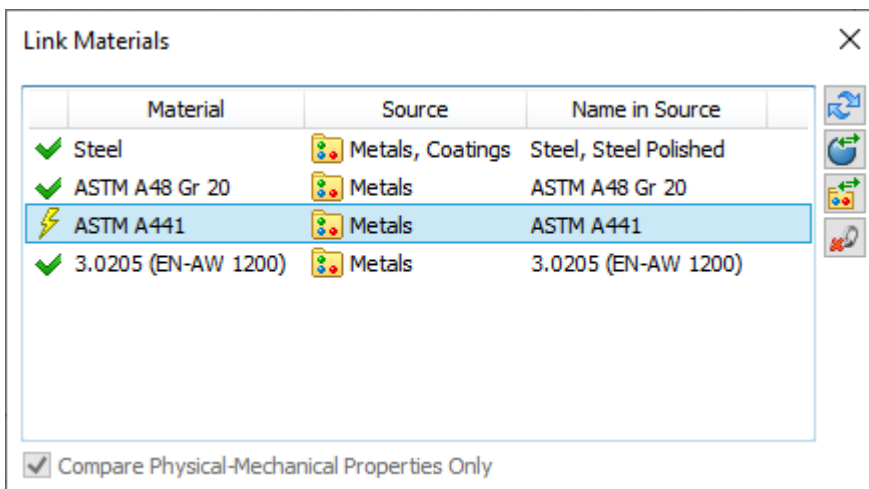 Link Materials
Material Source Name in Source
Steel Metals, Coatings Steel, Steel Polished
ASTM A48 Gr 20 Metals ASTM A48 Gr 20
ASTM A441 Metals ASTM A441
3.0205 (EN-AW 1200) Metals 3.0205 (EN-AW 1200)
Compare Physical-Mechanical Properties Only